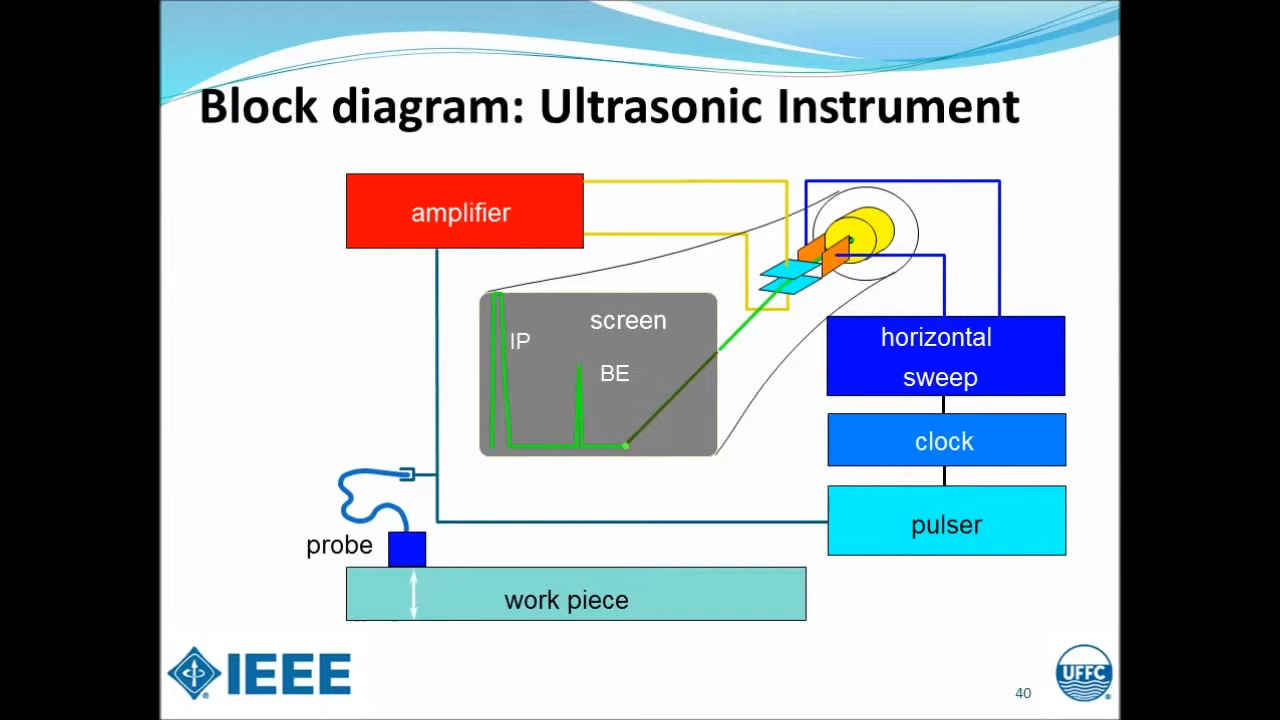 Block diagram: Ultrasonic Instrument
amplifier
screen
IP
BE
horizontal
sweep
clock
pulser
probe
work piece
IEEE
40
UFFC